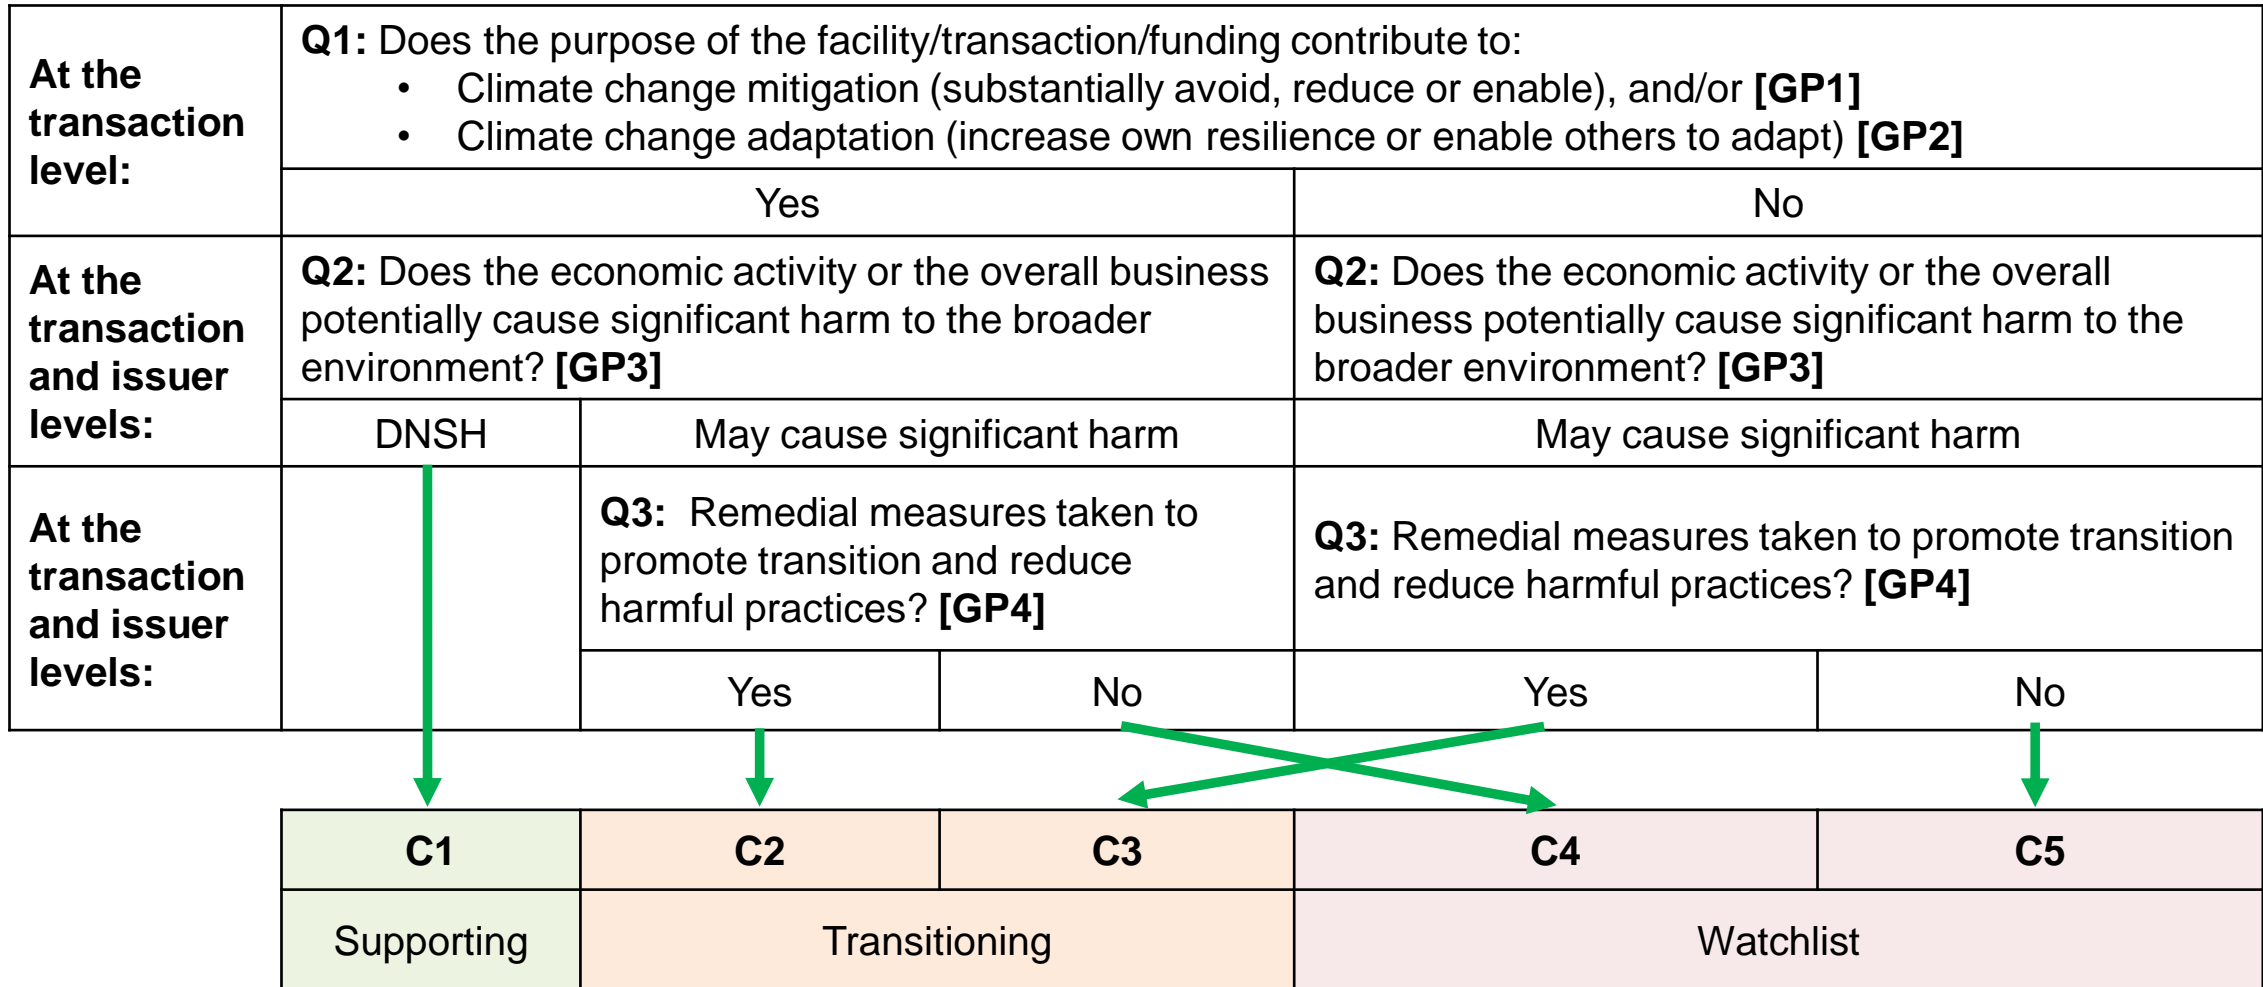 At the
transaction
level:
Q1: Does the purpose of the facility/transaction/funding contribute to:
• Climate change mitigation (substantially avoid, reduce or enable), and/or [GP1]
• Climate change adaptation (increase own resilience or enable others to adapt) [GP2]
Yes
No
At the
transaction
and issuer
levels:
Q2: Does the economic activity or the overall business
potentially cause significant harm to the broader
environment? [GP3]
Q2: Does the economic activity or the overall
business potentially cause significant harm to the
broader environment? [GP3]
DNSH
May cause significant harm
May cause significant harm
At the
transaction
and issuer
levels:
Q3: Remedial measures taken to
promote transition and reduce
harmful practices? [GP4]
Q3: Remedial measures taken to promote transition
and reduce harmful practices? [GP4]
Yes
No
Yes
No
C1
C2
C3
C4
C5
Supporting
Transitioning
Watchlist